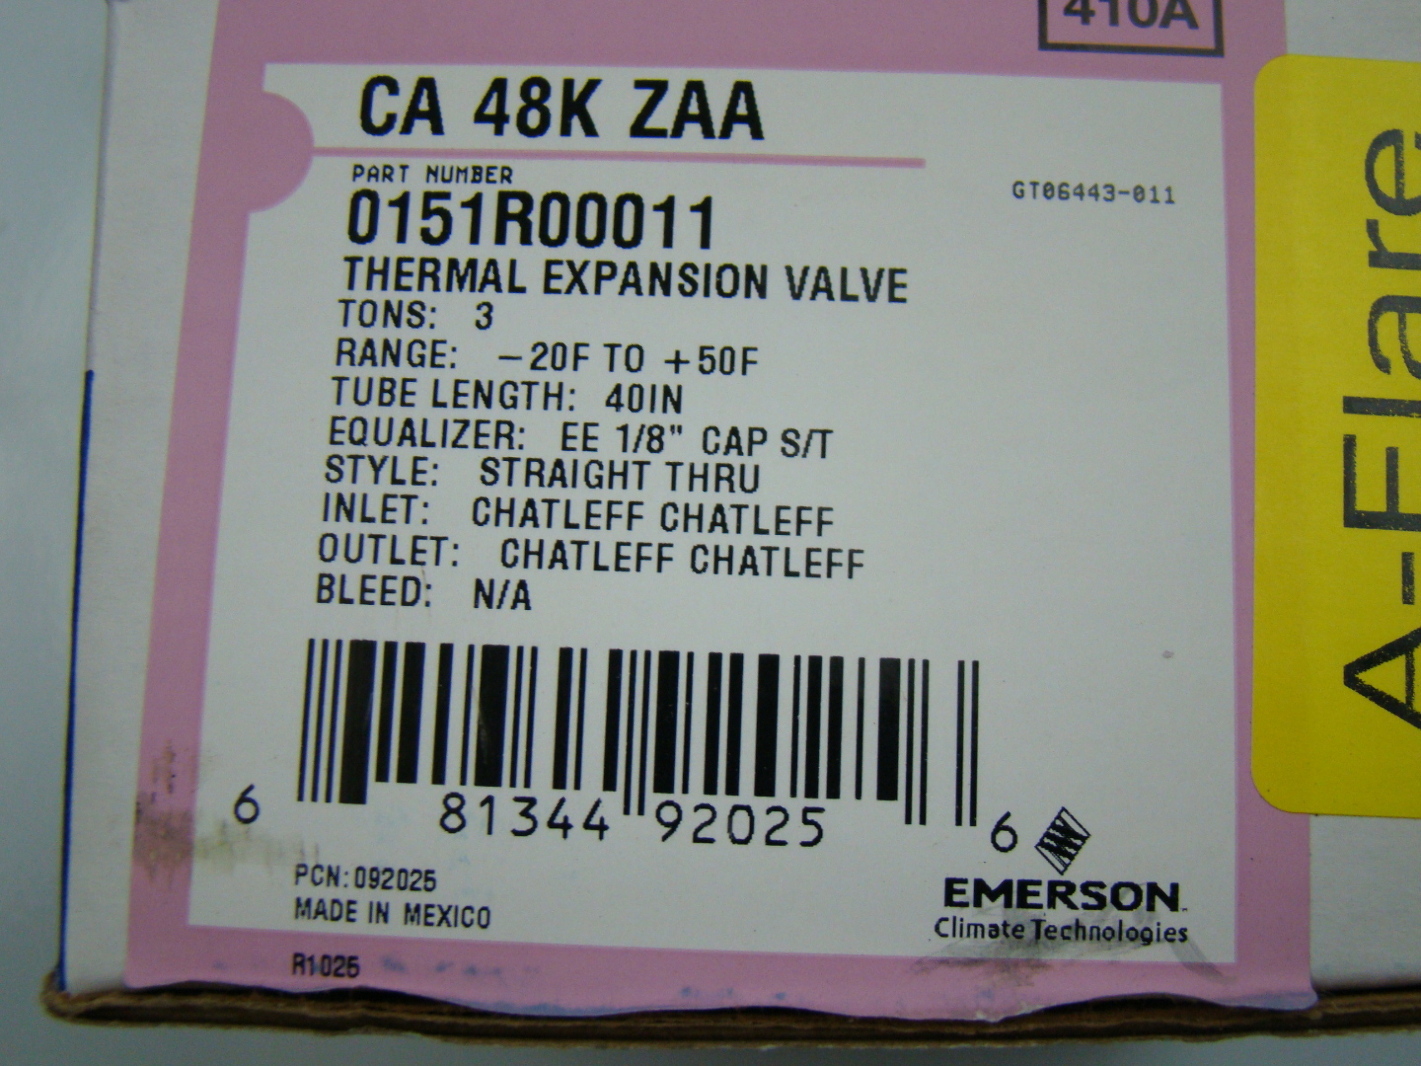 410A
CA 48K ZAA
PART NUMBER
0151R00011
GT06443-011
THERMAL EXPANSION VALVE
TONS: 3
RANGE: -20F TO +50F
TUBE LENGTH: 40IN
EQUALIZER: EE 1/8" CAP S/T
STYLE: STRAIGHT THRU
INLET: CHATLEFF CHATLEFF
OUTLET: CHATLEFF CHATLEFF
BLEED: N/A
6 81344 92025 6
PCN:092025
MADE IN MEXICO
EMERSON
Climate Technologies
R1025
A-Flare